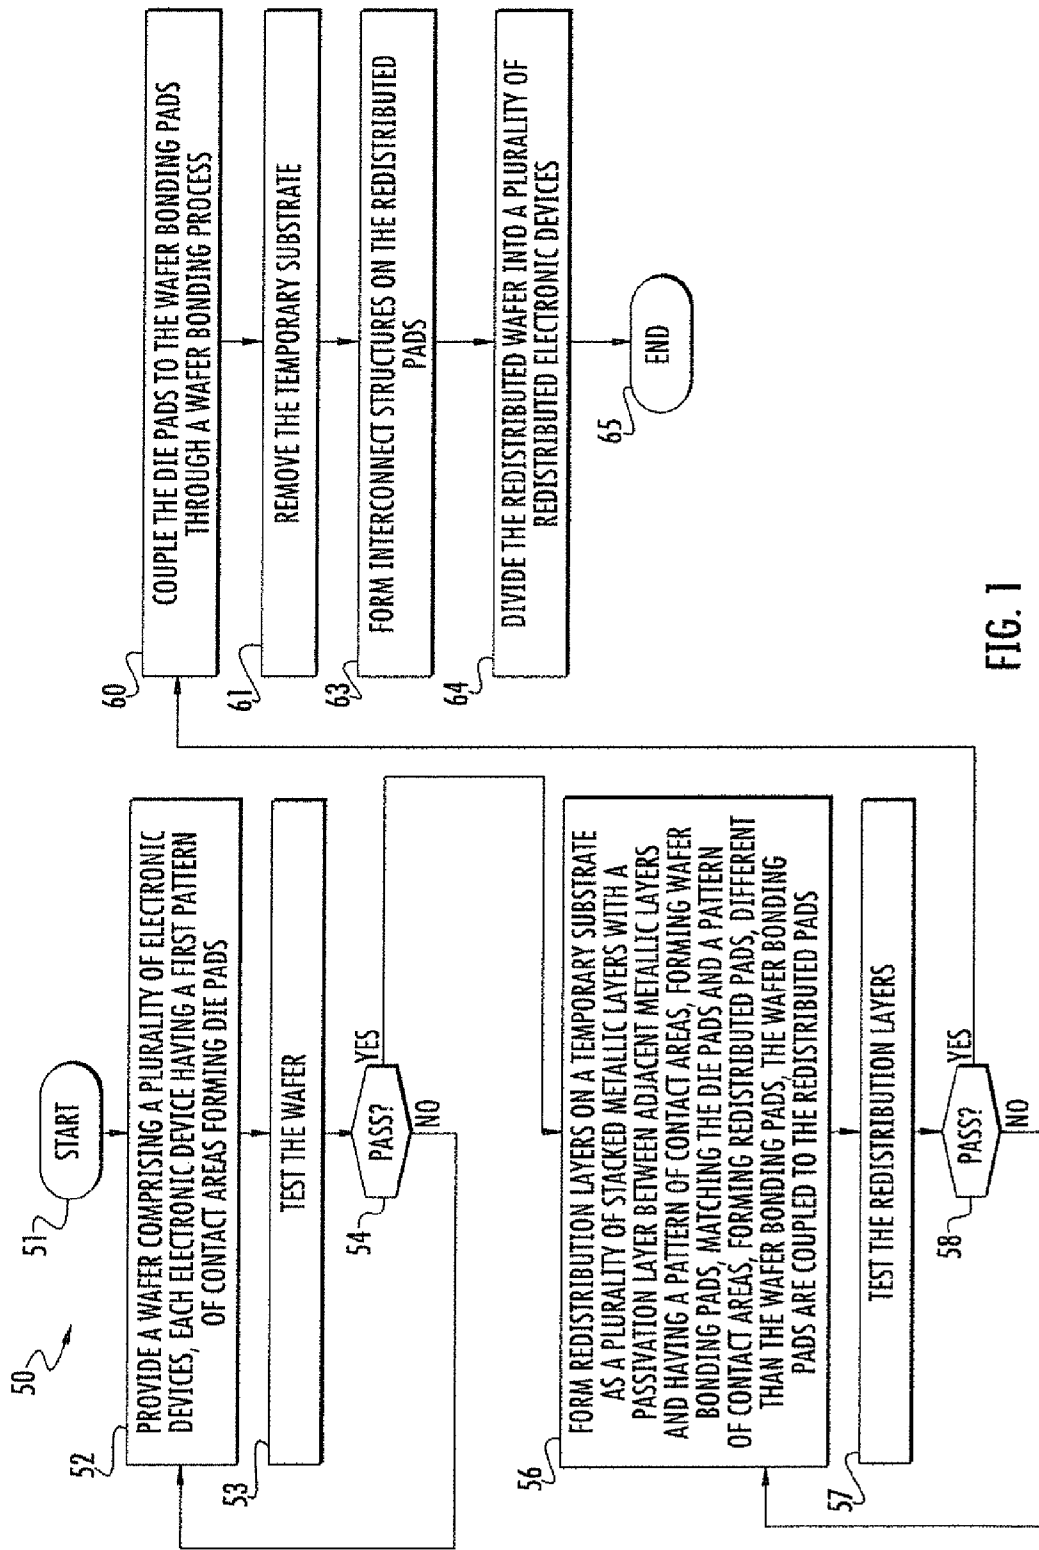 50
51
START
52
PROVIDE A WAFER COMPRISING A PLURALITY OF ELECTRONIC
DEVICES, EACH ELECTRONIC DEVICE HAVING A FIRST PATTERN
OF CONTACT AREAS FORMING DIE PADS
53
TEST THE WAFER
54
PASS?
YES
NO
56
FORM REDISTRIBUTION LAYERS ON A TEMPORARY SUBSTRATE
AS A PLURALITY OF STACKED METALLIC LAYERS WITH A
PASSIVATION LAYER BETWEEN ADJACENT METALLIC LAYERS
AND HAVING A PATTERN OF CONTACT AREAS, FORMING WAFER
BONDING PADS, MATCHING THE DIE PADS AND A PATTERN
OF CONTACT AREAS, FORMING REDISTRIBUTED PADS, DIFFERENT
THAN THE WAFER BONDING PADS, THE WAFER BONDING
PADS ARE COUPLED TO THE REDISTRIBUTED PADS
57
TEST THE REDISTRIBUTION LAYERS
58
PASS?
YES
NO
60
COUPLE THE DIE PADS TO THE WAFER BONDING PADS
THROUGH A WAFER BONDING PROCESS
61
REMOVE THE TEMPORARY SUBSTRATE
63
FORM INTERCONNECT STRUCTURES ON THE REDISTRIBUTED
PADS
64
DIVIDE THE REDISTRIBUTED WAFER INTO A PLURALITY OF
REDISTRIBUTED ELECTRONIC DEVICES
65
END
FIG. 1